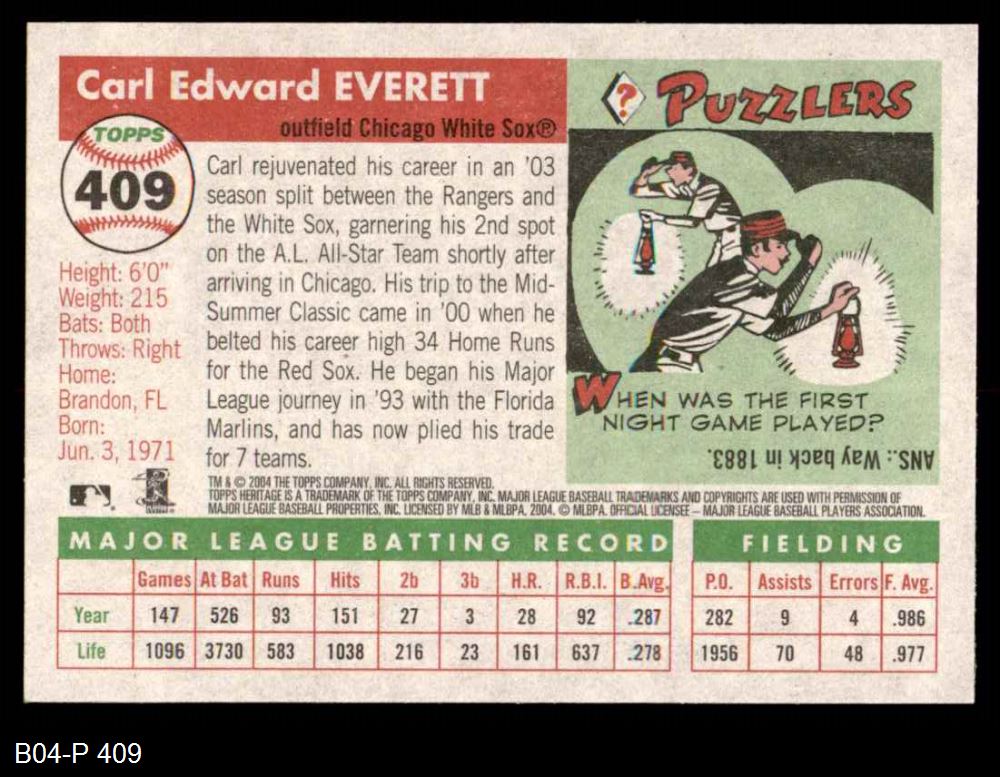 Carl Edward EVERETT
outfield Chicago White Sox®
TOPPS
409
Height: 6'0"
Weight: 215
Bats: Both
Throws: Right
Home:
Brandon, FL
Born:
Jun. 3, 1971
Carl rejuvenated his career in an '03
season split between the Rangers and
the White Sox, garnering his 2nd spot
on the A.L. All-Star Team shortly after
arriving in Chicago. His trip to the Mid-
Summer Classic came in '00 when he
belted his career high 34 Home Runs
for the Red Sox. He began his Major
League journey in '93 with the Florida
Marlins, and has now plied his trade
for 7 teams.
? PUZZLERS
WHEN WAS THE FIRST
NIGHT GAME PLAYED?
ANS.: Way back in 1883.
TM & © 2004 THE TOPPS COMPANY, INC. ALL RIGHTS RESERVED.
TOPPS HERITAGE IS A TRADEMARK OF THE TOPPS COMPANY, INC. MAJOR LEAGUE BASEBALL TRADEMARKS AND COPYRIGHTS ARE USED WITH PERMISSION OF
MAJOR LEAGUE BASEBALL PROPERTIES, INC. LICENSED BY MLB & MLBPA, 2004. © MLBPA. OFFICIAL LICENSEE – MAJOR LEAGUE BASEBALL PLAYERS ASSOCIATION.
MAJOR LEAGUE BATTING RECORD FIELDING
Games At Bat Runs Hits 2b 3b H.R. R.B.I. B.Avg. P.O. Assists Errors F. Avg.
Year 147 526 93 151 27 3 28 92 .287 282 9 4 .986
Life 1096 3730 583 1038 216 23 161 637 .278 1956 70 48 .977
B04-P 409